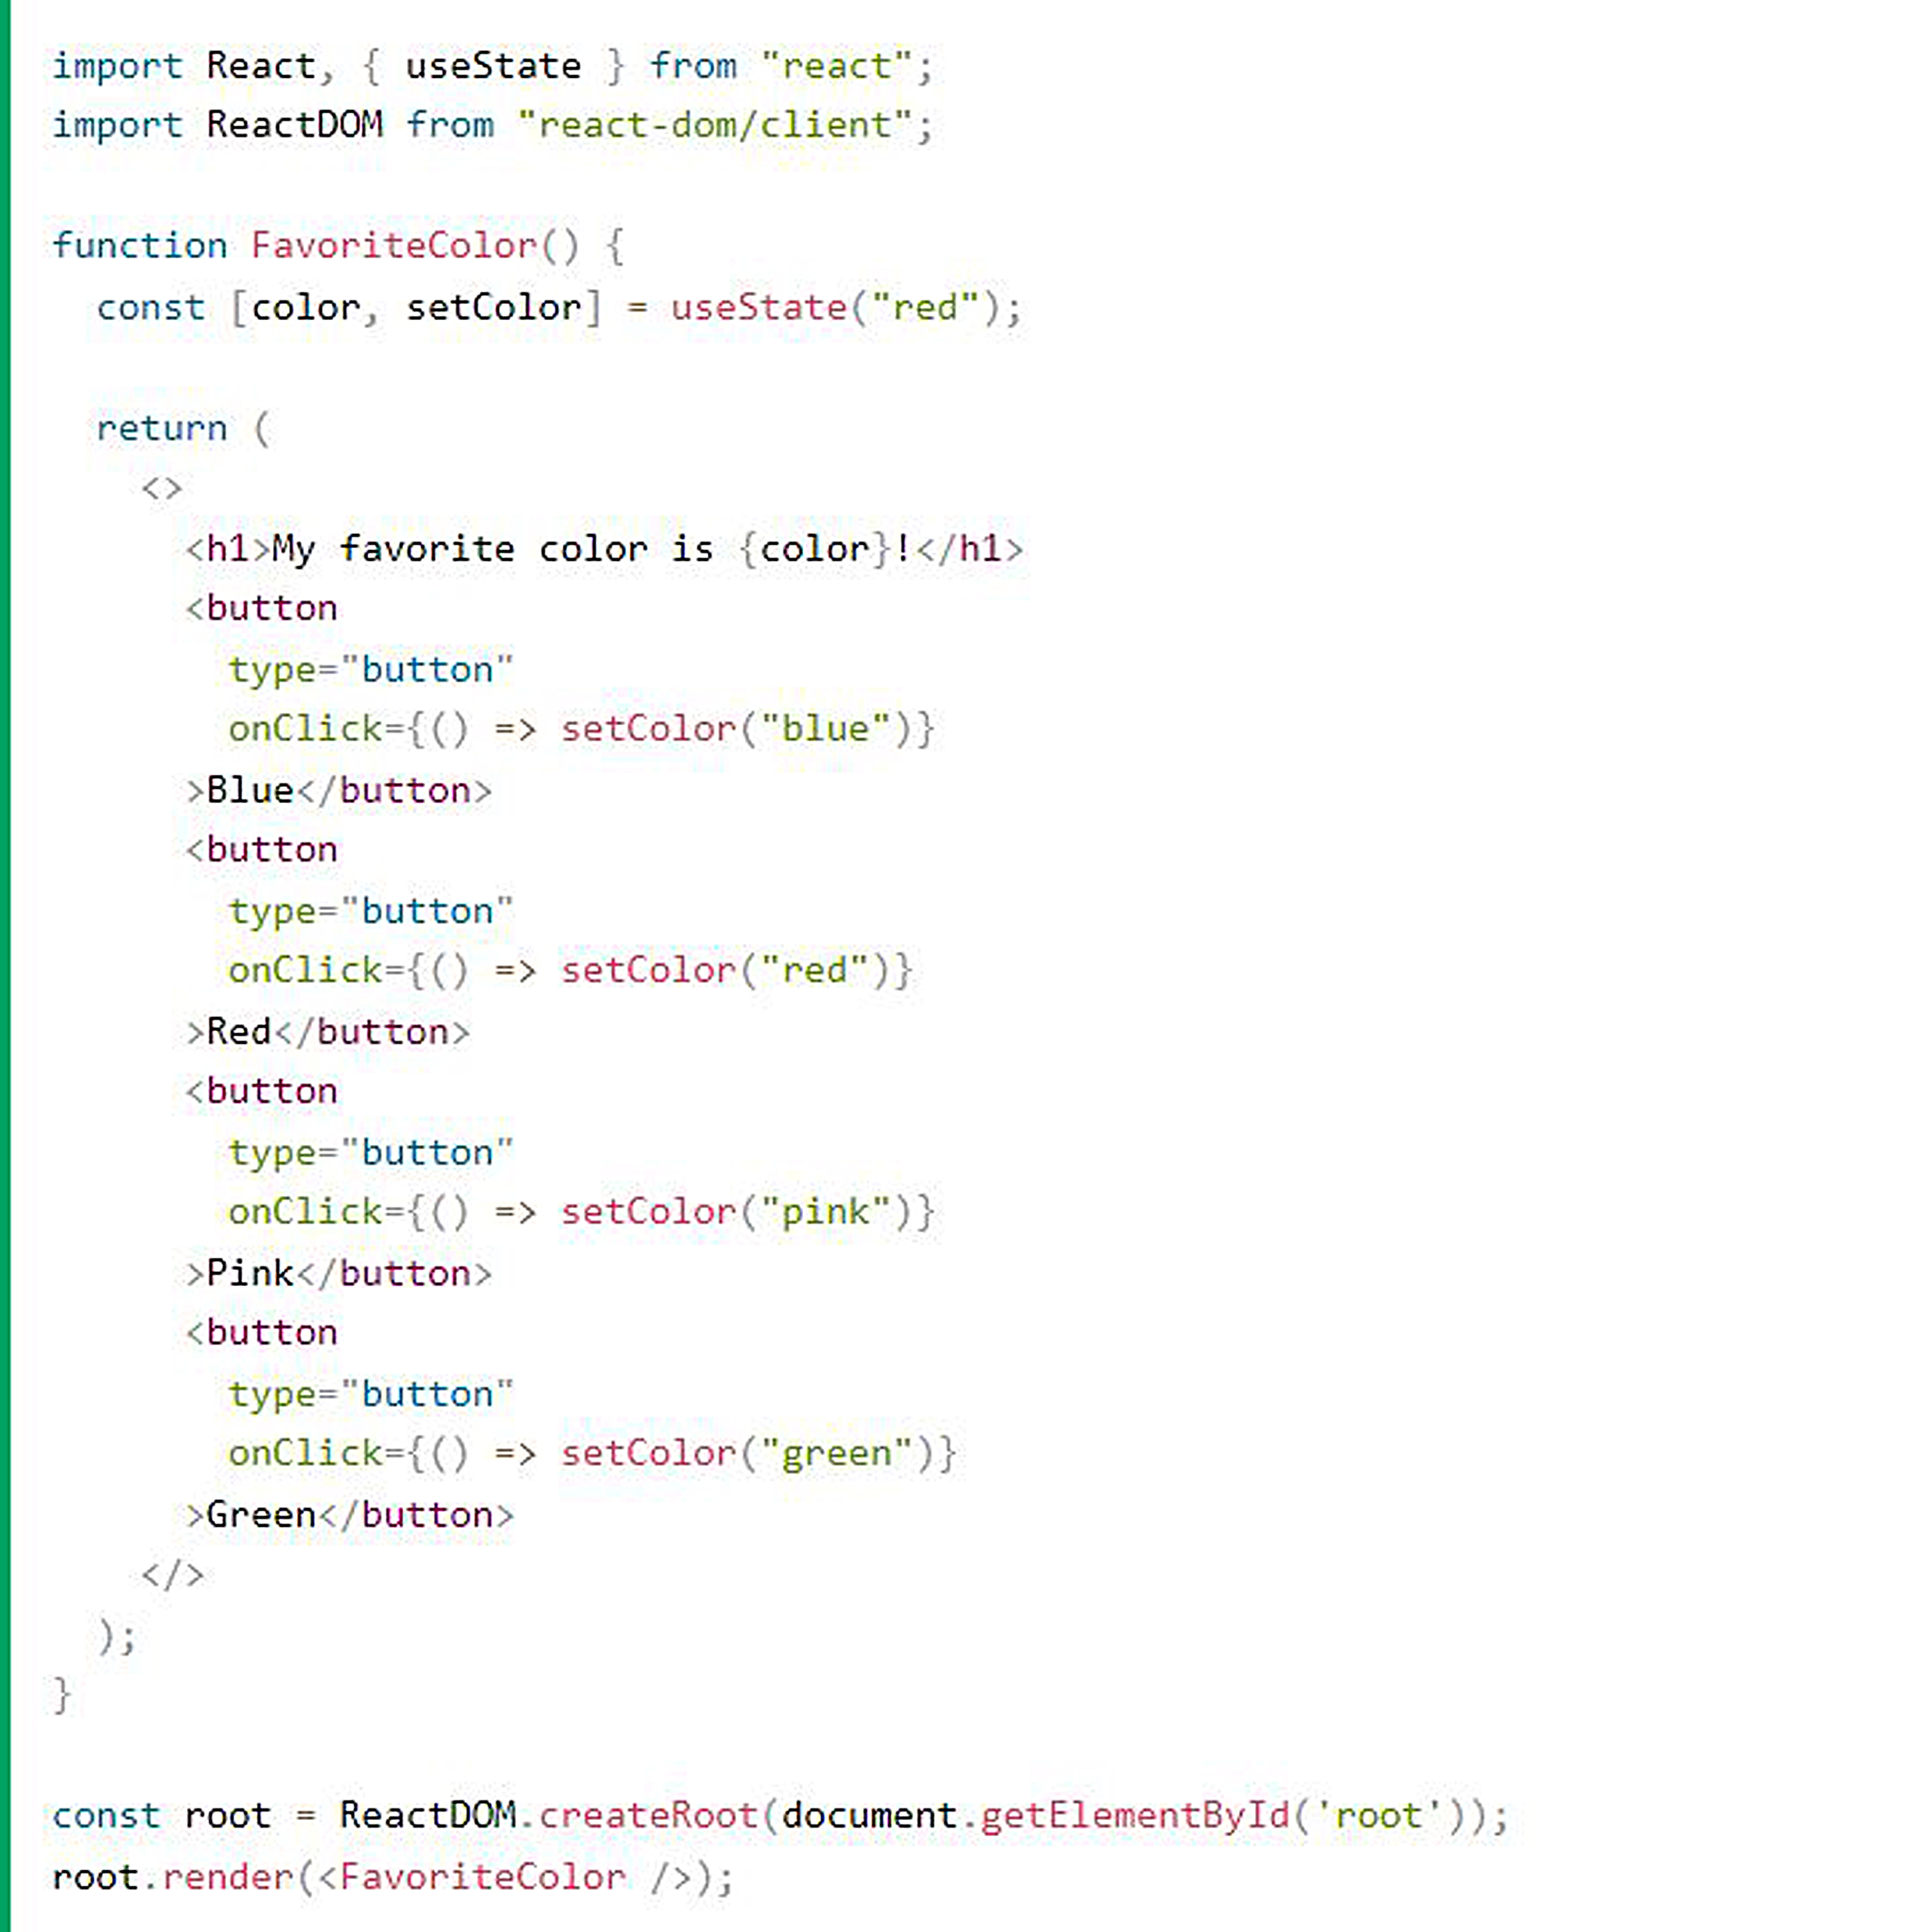 import React, { useState } from "react";
import ReactDOM from "react-dom/client";

function FavoriteColor() {
  const [color, setColor] = useState("red");

  return (
    <>
      <h1>My favorite color is {color}!</h1>
      <button
        type="button"
        onClick={() => setColor("blue")}
      >Blue</button>
      <button
        type="button"
        onClick={() => setColor("red")}
      >Red</button>
      <button
        type="button"
        onClick={() => setColor("pink")}
      >Pink</button>
      <button
        type="button"
        onClick={() => setColor("green")}
      >Green</button>
    </>
  );
}

const root = ReactDOM.createRoot(document.getElementById('root'));
root.render(<FavoriteColor />);